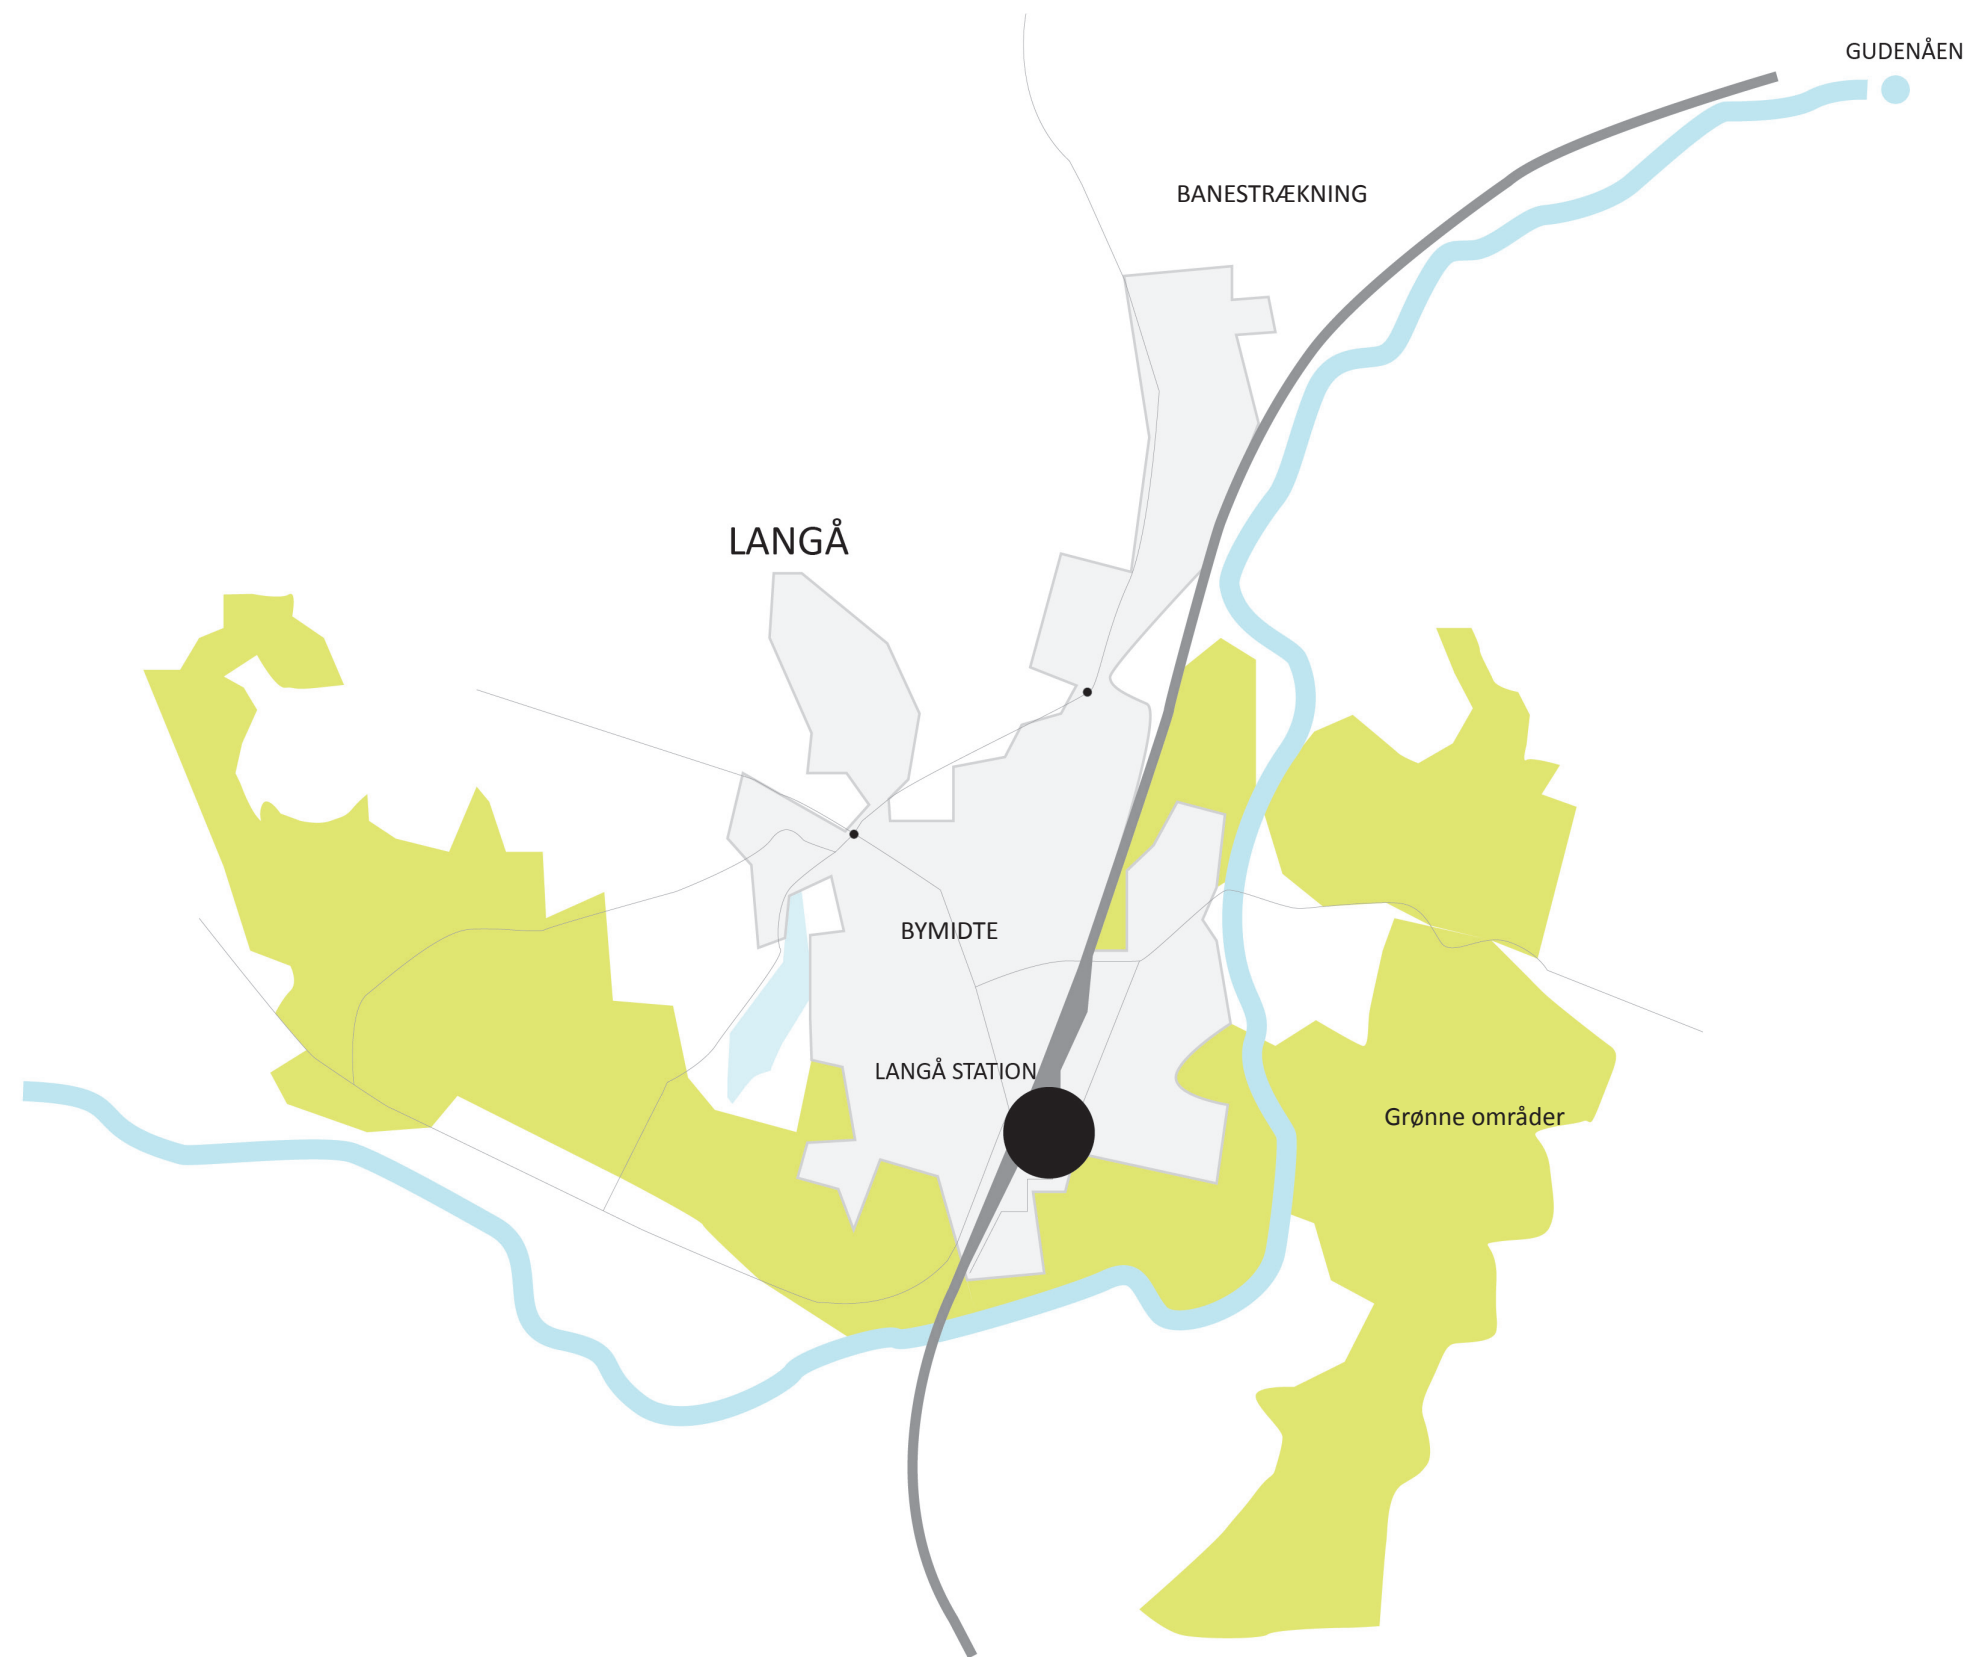 GUDENÅEN
BANESTRÆKNING
LANGÅ
BYMIDTE
LANGÅ STATION
Grønne områder